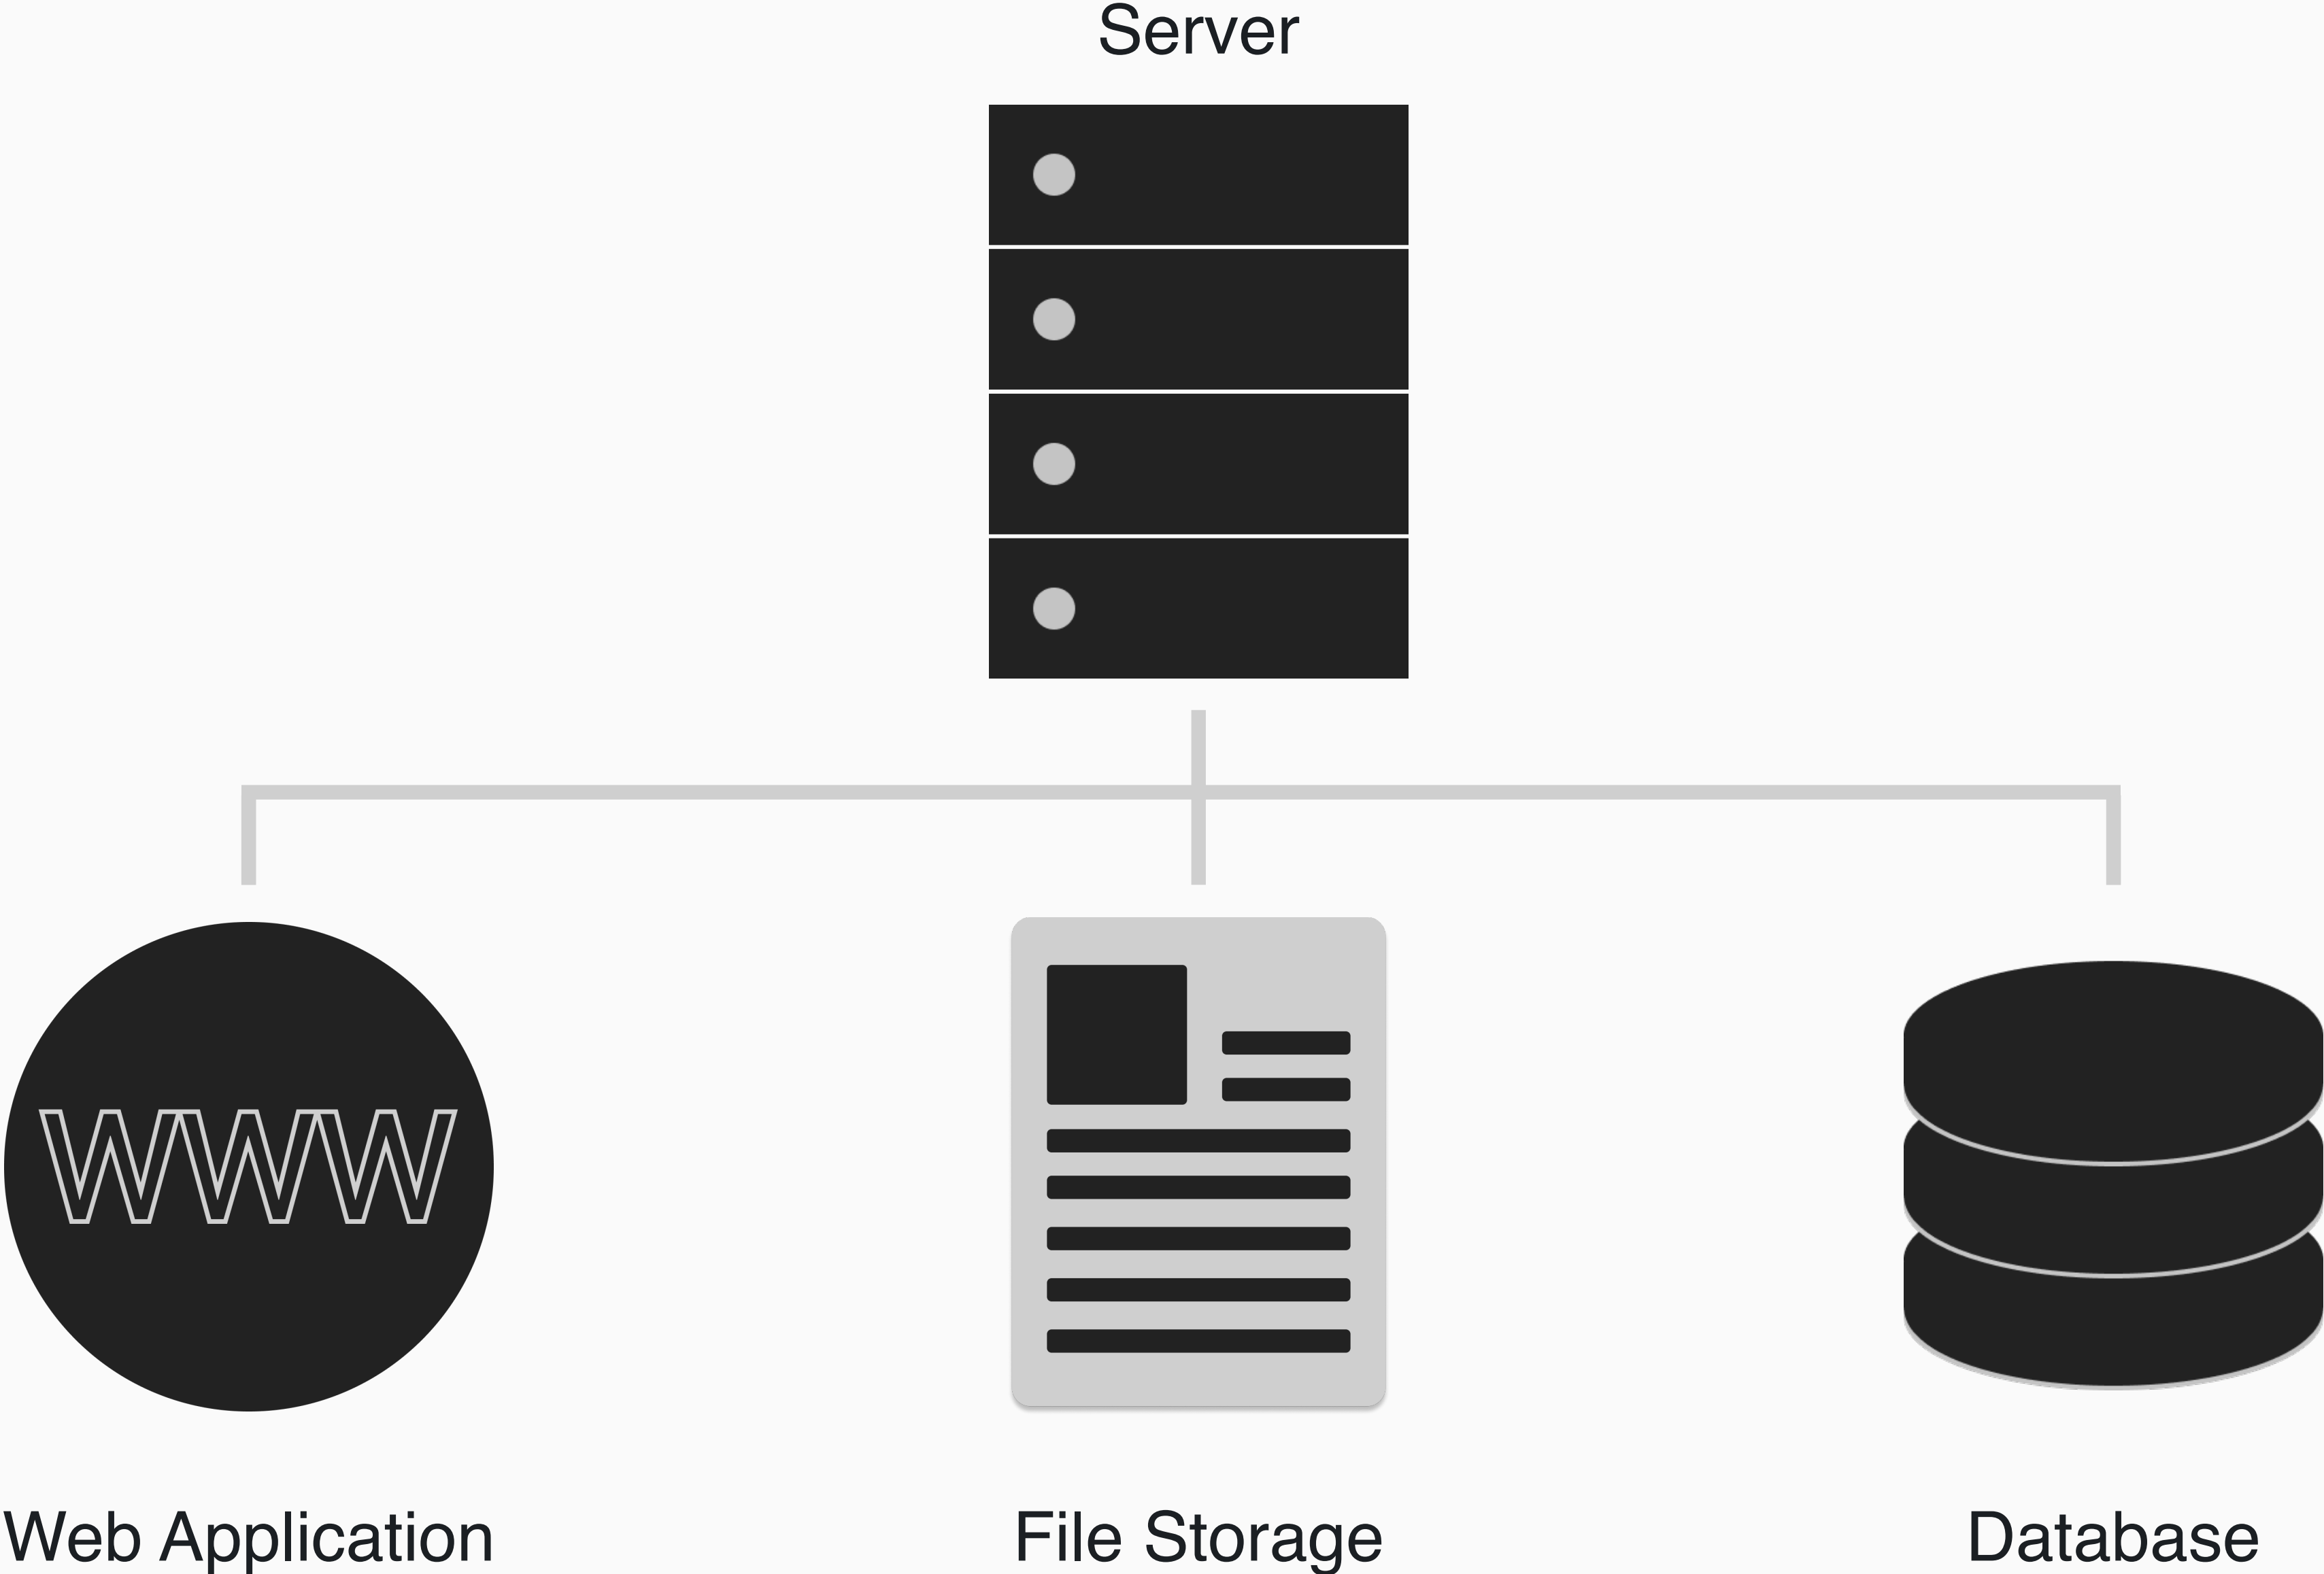 Server
WWW
Web Application
File Storage
Database